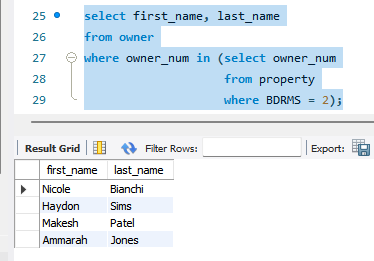 25 select first_name, last_name
26 from owner
27 where owner_num in (select owner_num
28 from property
29 where BDRMS = 2);
Result Grid Filter Rows: Export:
first_name last_name
Nicole Bianchi
Haydon Sims
Makesh Patel
Ammarah Jones